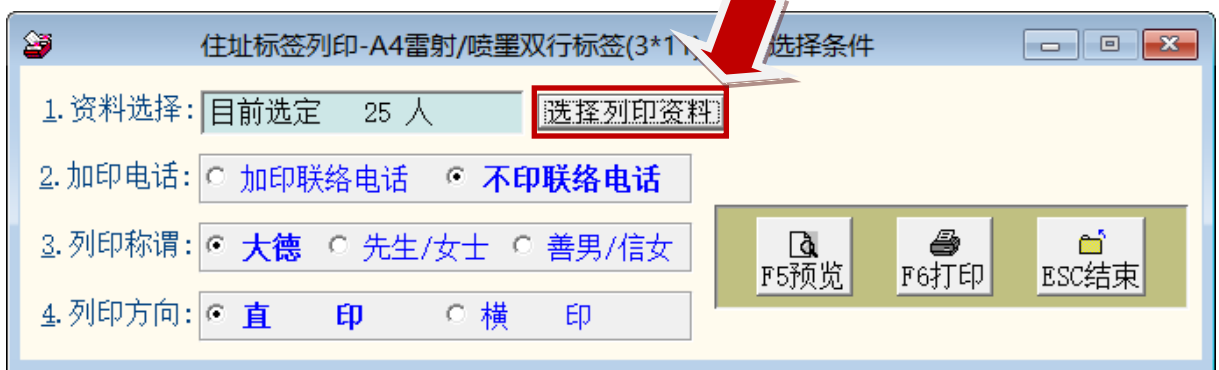 住址标签列印-A4雷射/喷墨双行标签(3*11)
选择条件
1.资料选择: 目前选定 25 人 选择列印资料
2.加印电话: 加印联络电话 不印联络电话
3.列印称谓: 大德 先生/女士 善男/信女
4.列印方向: 直 印 横 印
F5预览 F6打印 ESC结束